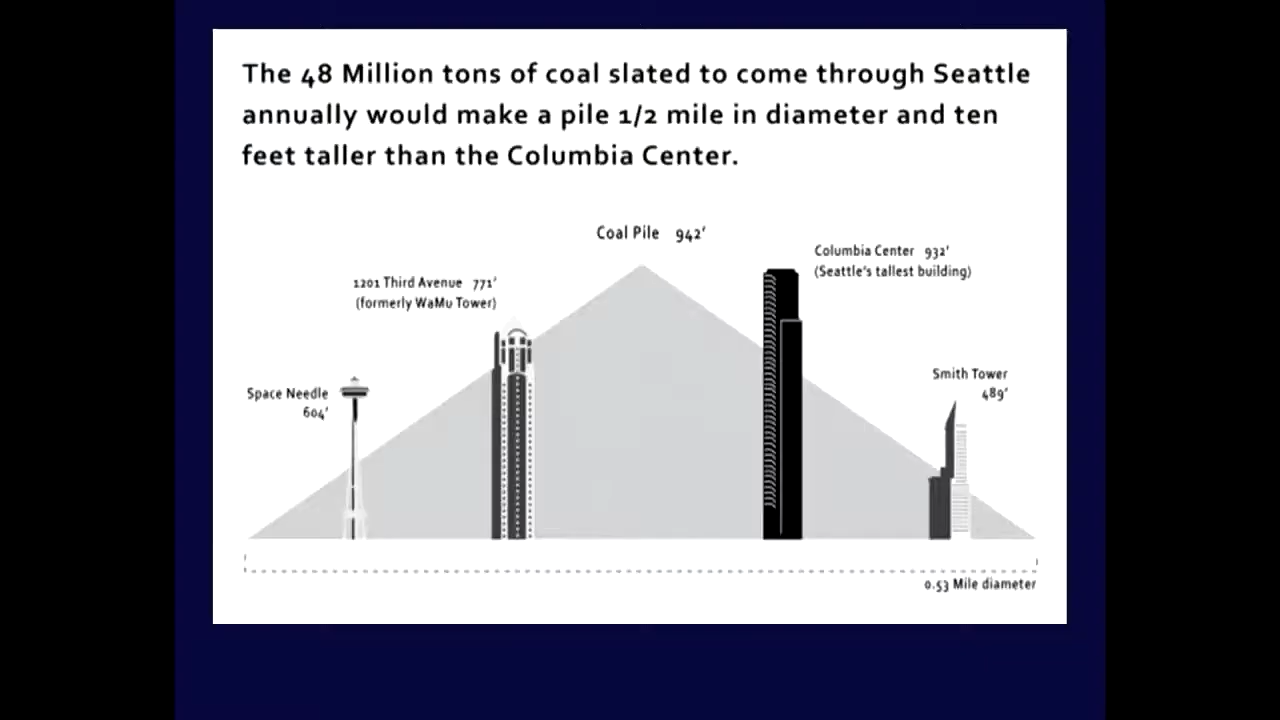 The 48 Million tons of coal slated to come through Seattle
annually would make a pile 1/2 mile in diameter and ten
feet taller than the Columbia Center.
Coal Pile 942'
Columbia Center 932'
(Seattle's tallest building)
1201 Third Avenue 771'
(formerly WaMu Tower)
Smith Tower
489'
Space Needle
604'
0.53 Mile diameter